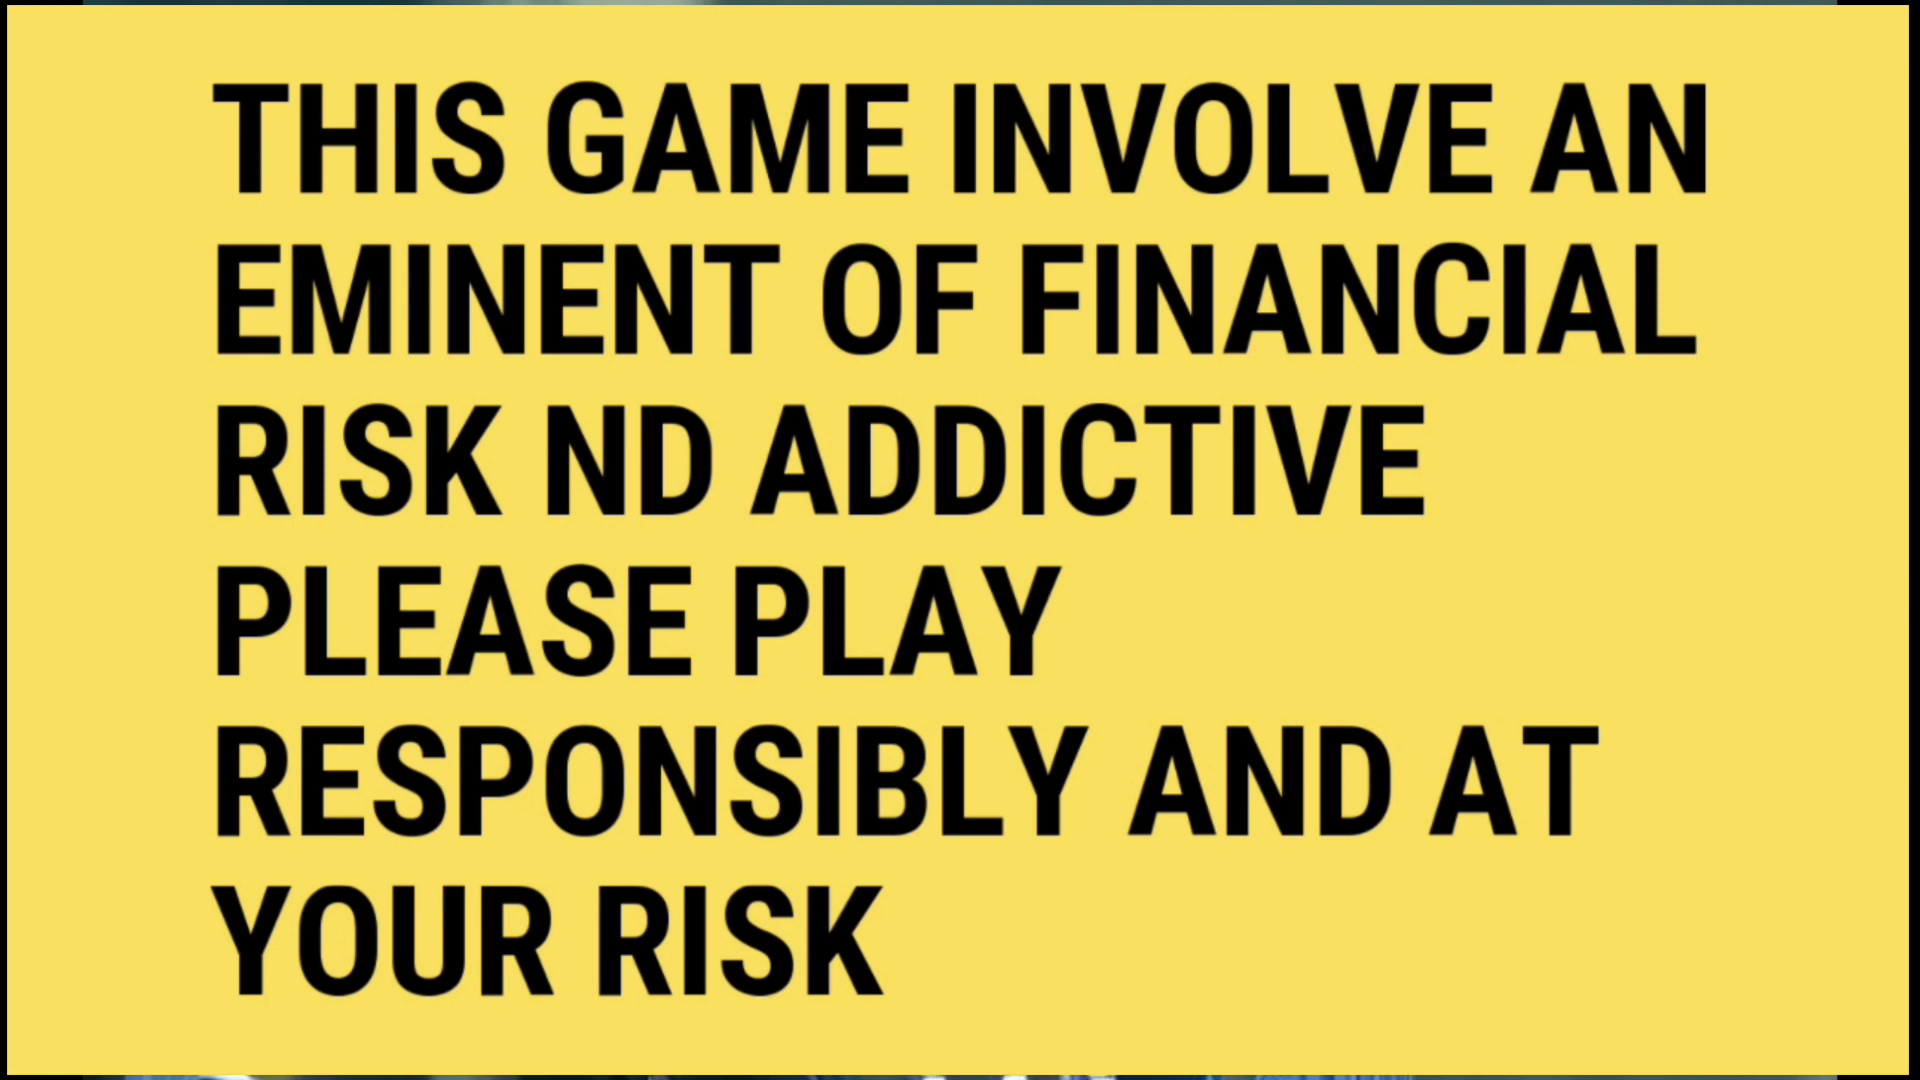 THIS GAME INVOLVE AN
EMINENT OF FINANCIAL
RISK ND ADDICTIVE
PLEASE PLAY
RESPONSIBLY AND AT
YOUR RISK